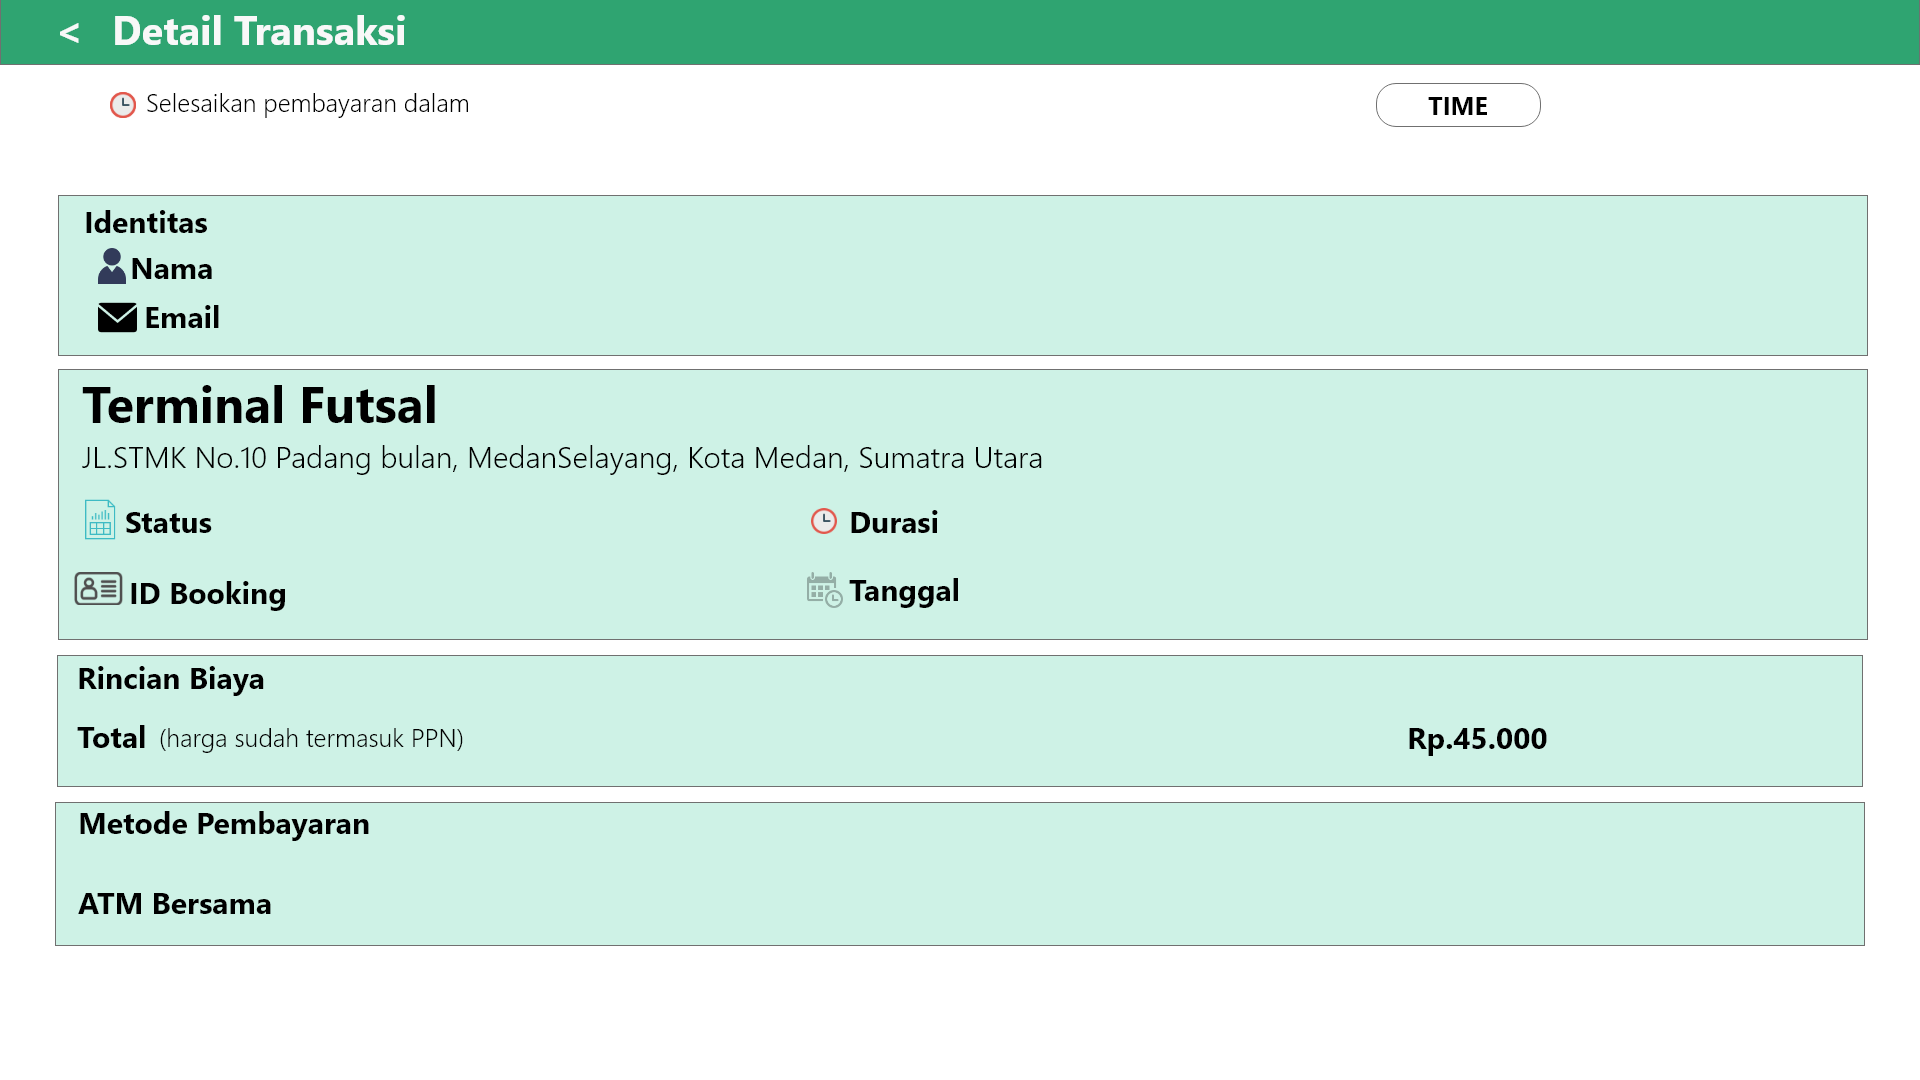 < Detail Transaksi
Selesaikan pembayaran dalam
TIME
Identitas
Nama
Email
Terminal Futsal
JL.STMK No.10 Padang bulan, MedanSelayang, Kota Medan, Sumatra Utara
Status
Durasi
ID Booking
Tanggal
Rincian Biaya
Total (harga sudah termasuk PPN)
Rp.45.000
Metode Pembayaran
ATM Bersama